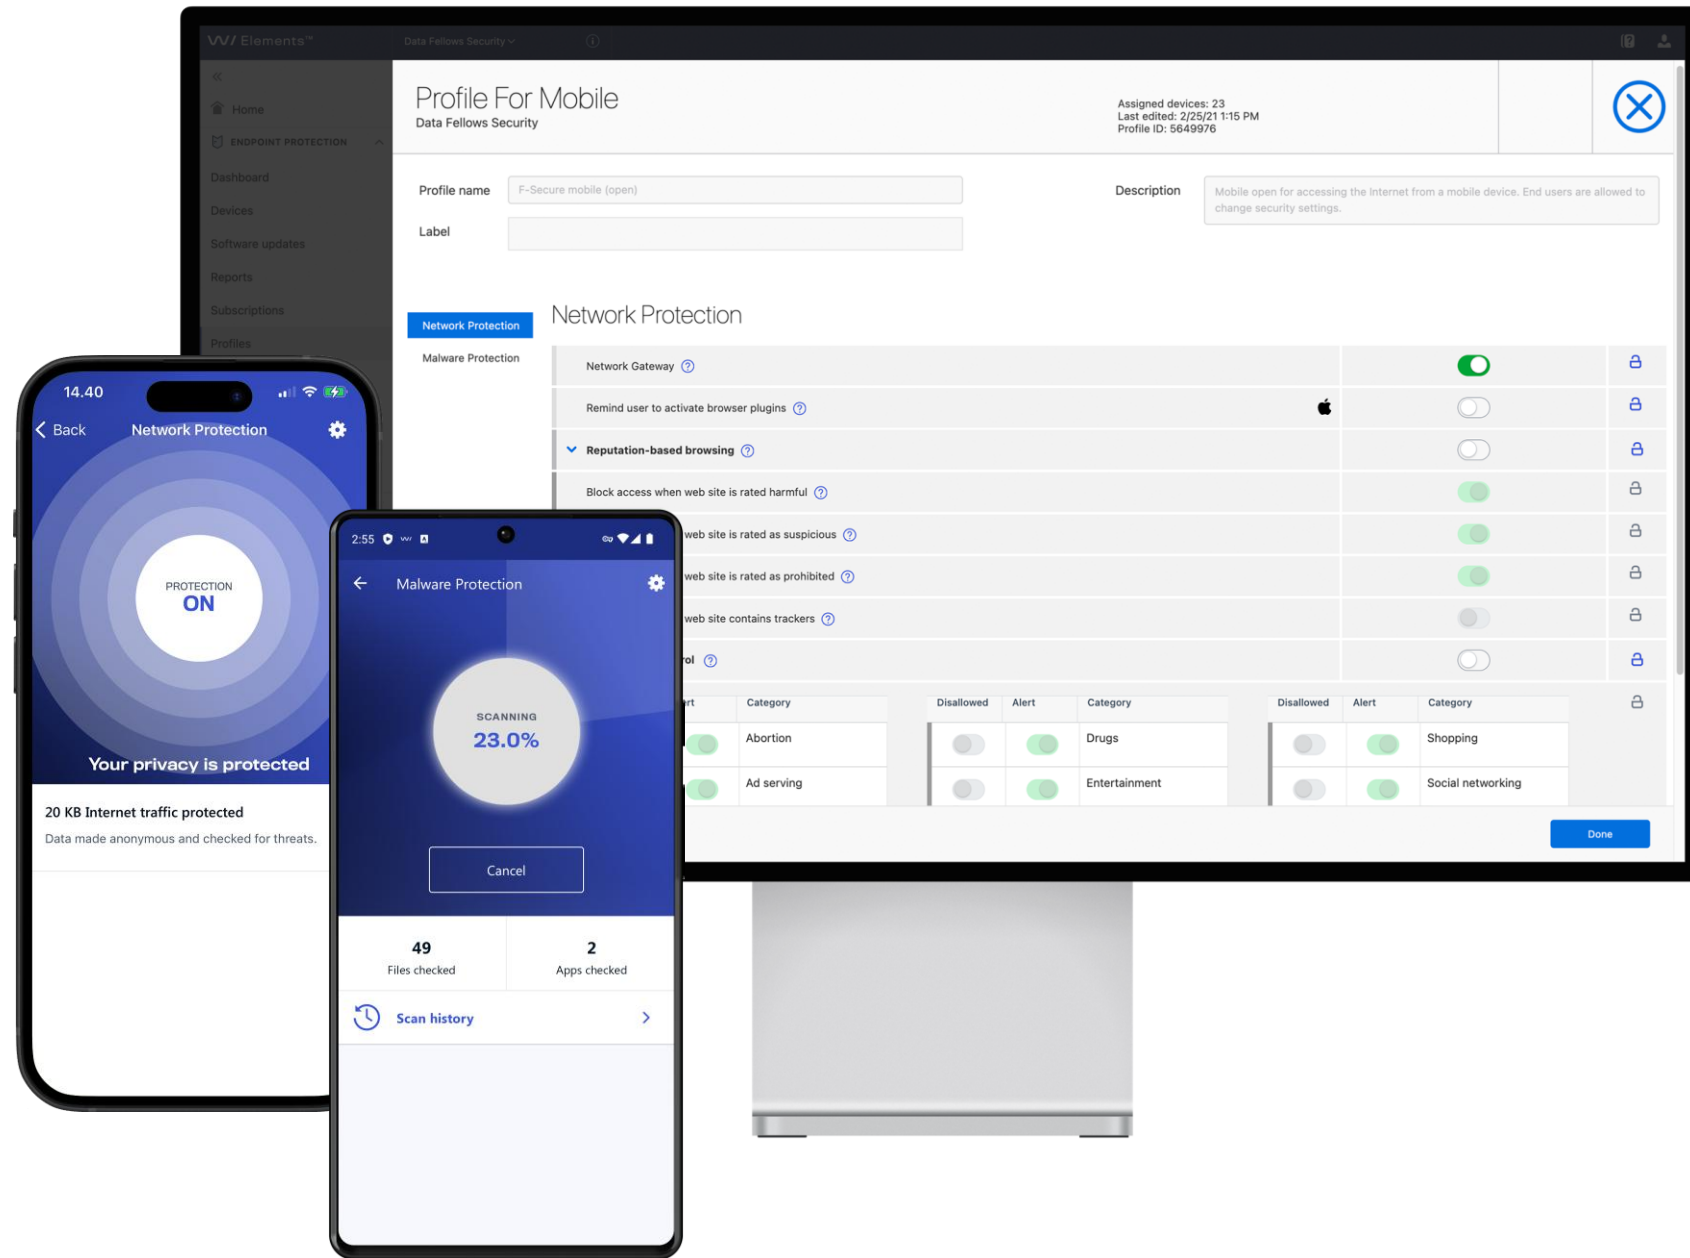 W/ Elements™
Data Fellows Security
Home
ENDPOINT PROTECTION
Dashboard
Devices
Software updates
Reports
Subscriptions
Profiles
Profile For Mobile
Data Fellows Security
Assigned devices: 23
Last edited: 2/25/21 1:15 PM
Profile ID: 5649976
Profile name
F-Secure mobile (open)
Label
Description
Mobile open for accessing the Internet from a mobile device. End users are allowed to
change security settings.
Network Protection
Malware Protection
Network Protection
Network Gateway ?
Remind user to activate browser plugins ?
Reputation-based browsing ?
Block access when web site is rated harmful ?
web site is rated as suspicious ?
web site is rated as prohibited ?
web site contains trackers ?
rol ?
rt Category Disallowed Alert Category Disallowed Alert Category
Abortion Drugs Shopping
Ad serving Entertainment Social networking
Done
14.40
Back Network Protection
PROTECTION
ON
Your privacy is protected
20 KB Internet traffic protected
Data made anonymous and checked for threats.
2:55
Malware Protection
SCANNING
23.0%
Cancel
49 2
Files checked Apps checked
Scan history